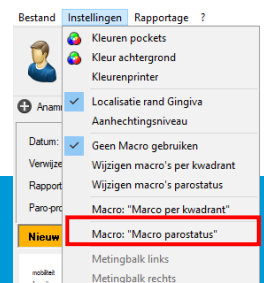 Bestand Instellingen Rapportage ?
Kleuren pockets
Kleur achtergrond
Kleurenprinter
Anam
Localisatie rand Gingiva
Aanhechtingsniveau
Datum:
Geen Macro gebruiken
Verwijze
Wijzigen macro's per kwadrant
Rapport
Wijzigen macro's parostatus
Paro-pro
Macro: "Marco per kwadrant"
Nieuw
Macro: "Macro parostatus"
Metingbalk links
mobiliteit
Metingbalk rechts